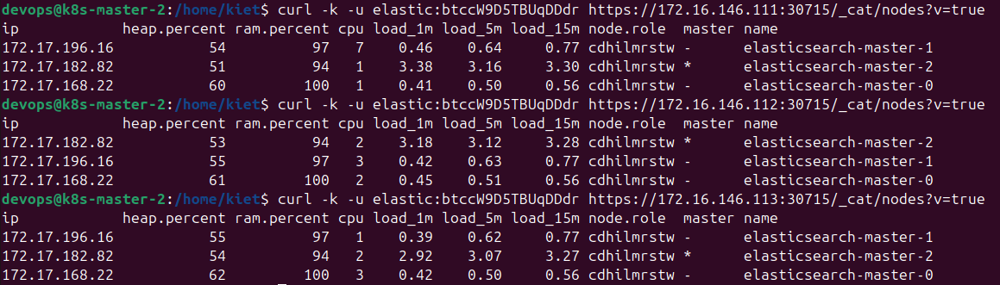 devops@k8s-master-2:/home/kiet$ curl -k -u elastic:btccW9D5TBUqDDdr https://172.16.146.111:30715/_cat/nodes?v=true
ip heap.percent ram.percent cpu load_1m load_5m load_15m node.role master name
172.17.196.16 54 97 7 0.46 0.64 0.77 cdhilmrstw - elasticsearch-master-1
172.17.182.82 51 94 1 3.38 3.16 3.30 cdhilmrstw * elasticsearch-master-2
172.17.168.22 60 100 1 0.41 0.50 0.56 cdhilmrstw - elasticsearch-master-0
devops@k8s-master-2:/home/kiet$ curl -k -u elastic:btccW9D5TBUqDDdr https://172.16.146.112:30715/_cat/nodes?v=true
ip heap.percent ram.percent cpu load_1m load_5m load_15m node.role master name
172.17.182.82 53 94 2 3.18 3.12 3.28 cdhilmrstw * elasticsearch-master-2
172.17.196.16 55 97 3 0.42 0.63 0.77 cdhilmrstw - elasticsearch-master-1
172.17.168.22 61 100 2 0.45 0.51 0.56 cdhilmrstw - elasticsearch-master-0
devops@k8s-master-2:/home/kiet$ curl -k -u elastic:btccW9D5TBUqDDdr https://172.16.146.113:30715/_cat/nodes?v=true
ip heap.percent ram.percent cpu load_1m load_5m load_15m node.role master name
172.17.196.16 55 97 1 0.39 0.62 0.77 cdhilmrstw - elasticsearch-master-1
172.17.182.82 54 94 2 2.92 3.07 3.27 cdhilmrstw * elasticsearch-master-2
172.17.168.22 62 100 3 0.42 0.50 0.56 cdhilmrstw - elasticsearch-master-0